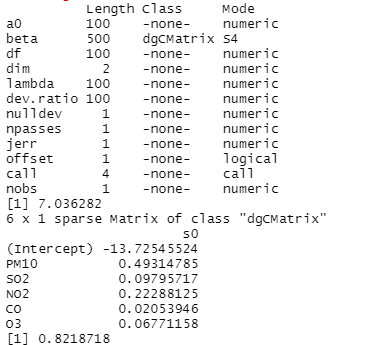 Length Class Mode
a0 100 -none- numeric
beta 500 dgCMatrix S4
df 100 -none- numeric
dim 2 -none- numeric
lambda 100 -none- numeric
dev.ratio 100 -none- numeric
nulldev 1 -none- numeric
npasses 1 -none- numeric
jerr 1 -none- numeric
offset 1 -none- logical
call 4 -none- call
nobs 1 -none- numeric
[1] 7.036282
6 x 1 sparse Matrix of class "dgCMatrix"
s0
(Intercept) -13.72545524
PM10 0.49314785
SO2 0.09795717
NO2 0.22288125
CO 0.02053946
O3 0.06771158
[1] 0.8218718